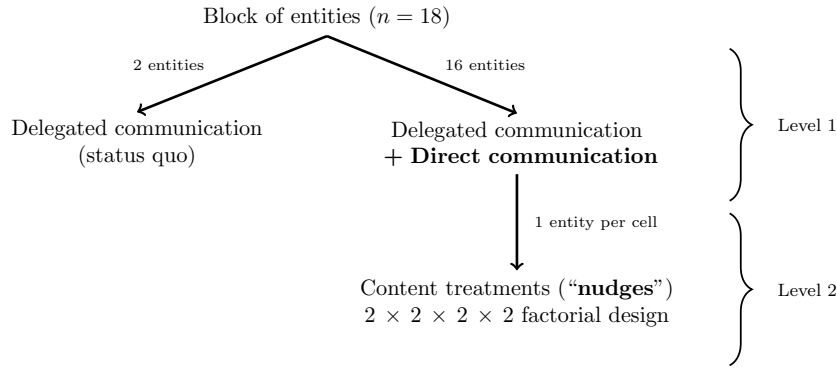 Block of entities (n = 18)
2 entities
16 entities
Delegated communication
(status quo)
Delegated communication
+ Direct communication
Level 1
1 entity per cell
Content treatments (“nudges”)
2 × 2 × 2 × 2 factorial design
Level 2